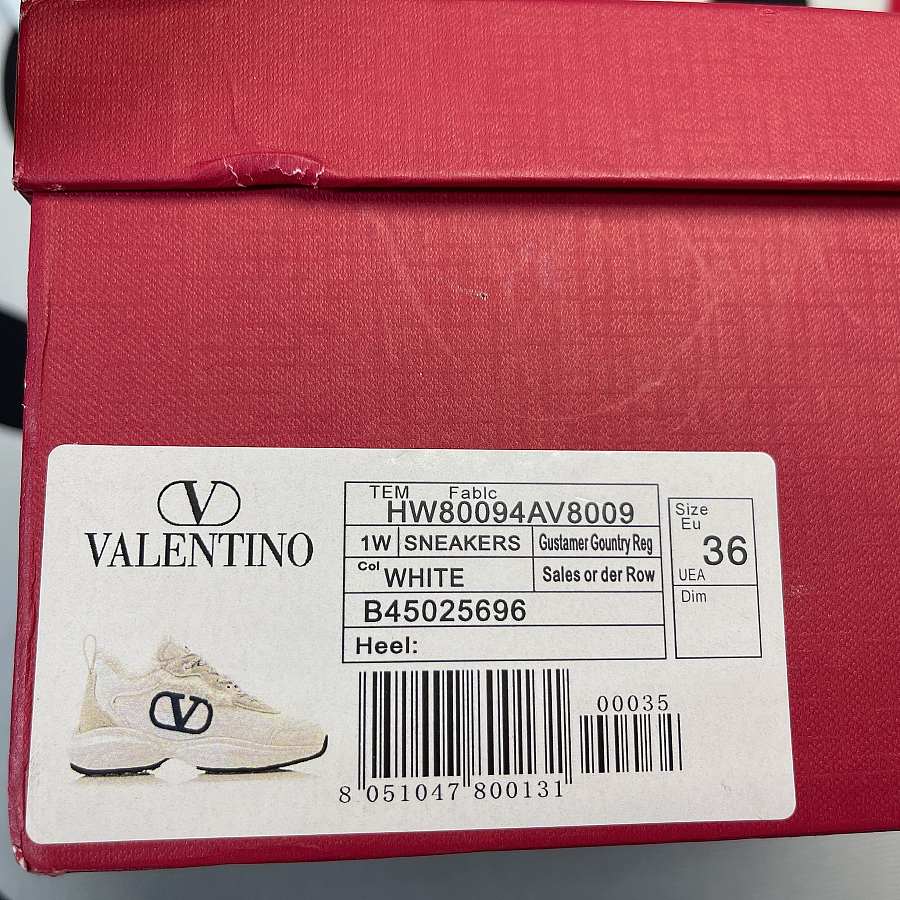 VALENTINO
TEM Fablc
HW80094AV8009
1W SNEAKERS Gustamer Gountry Reg
Col WHITE Sales or der Row
B45025696
Heel:
Size
Eu
36
UEA
Dim
00035
8 051047 800131